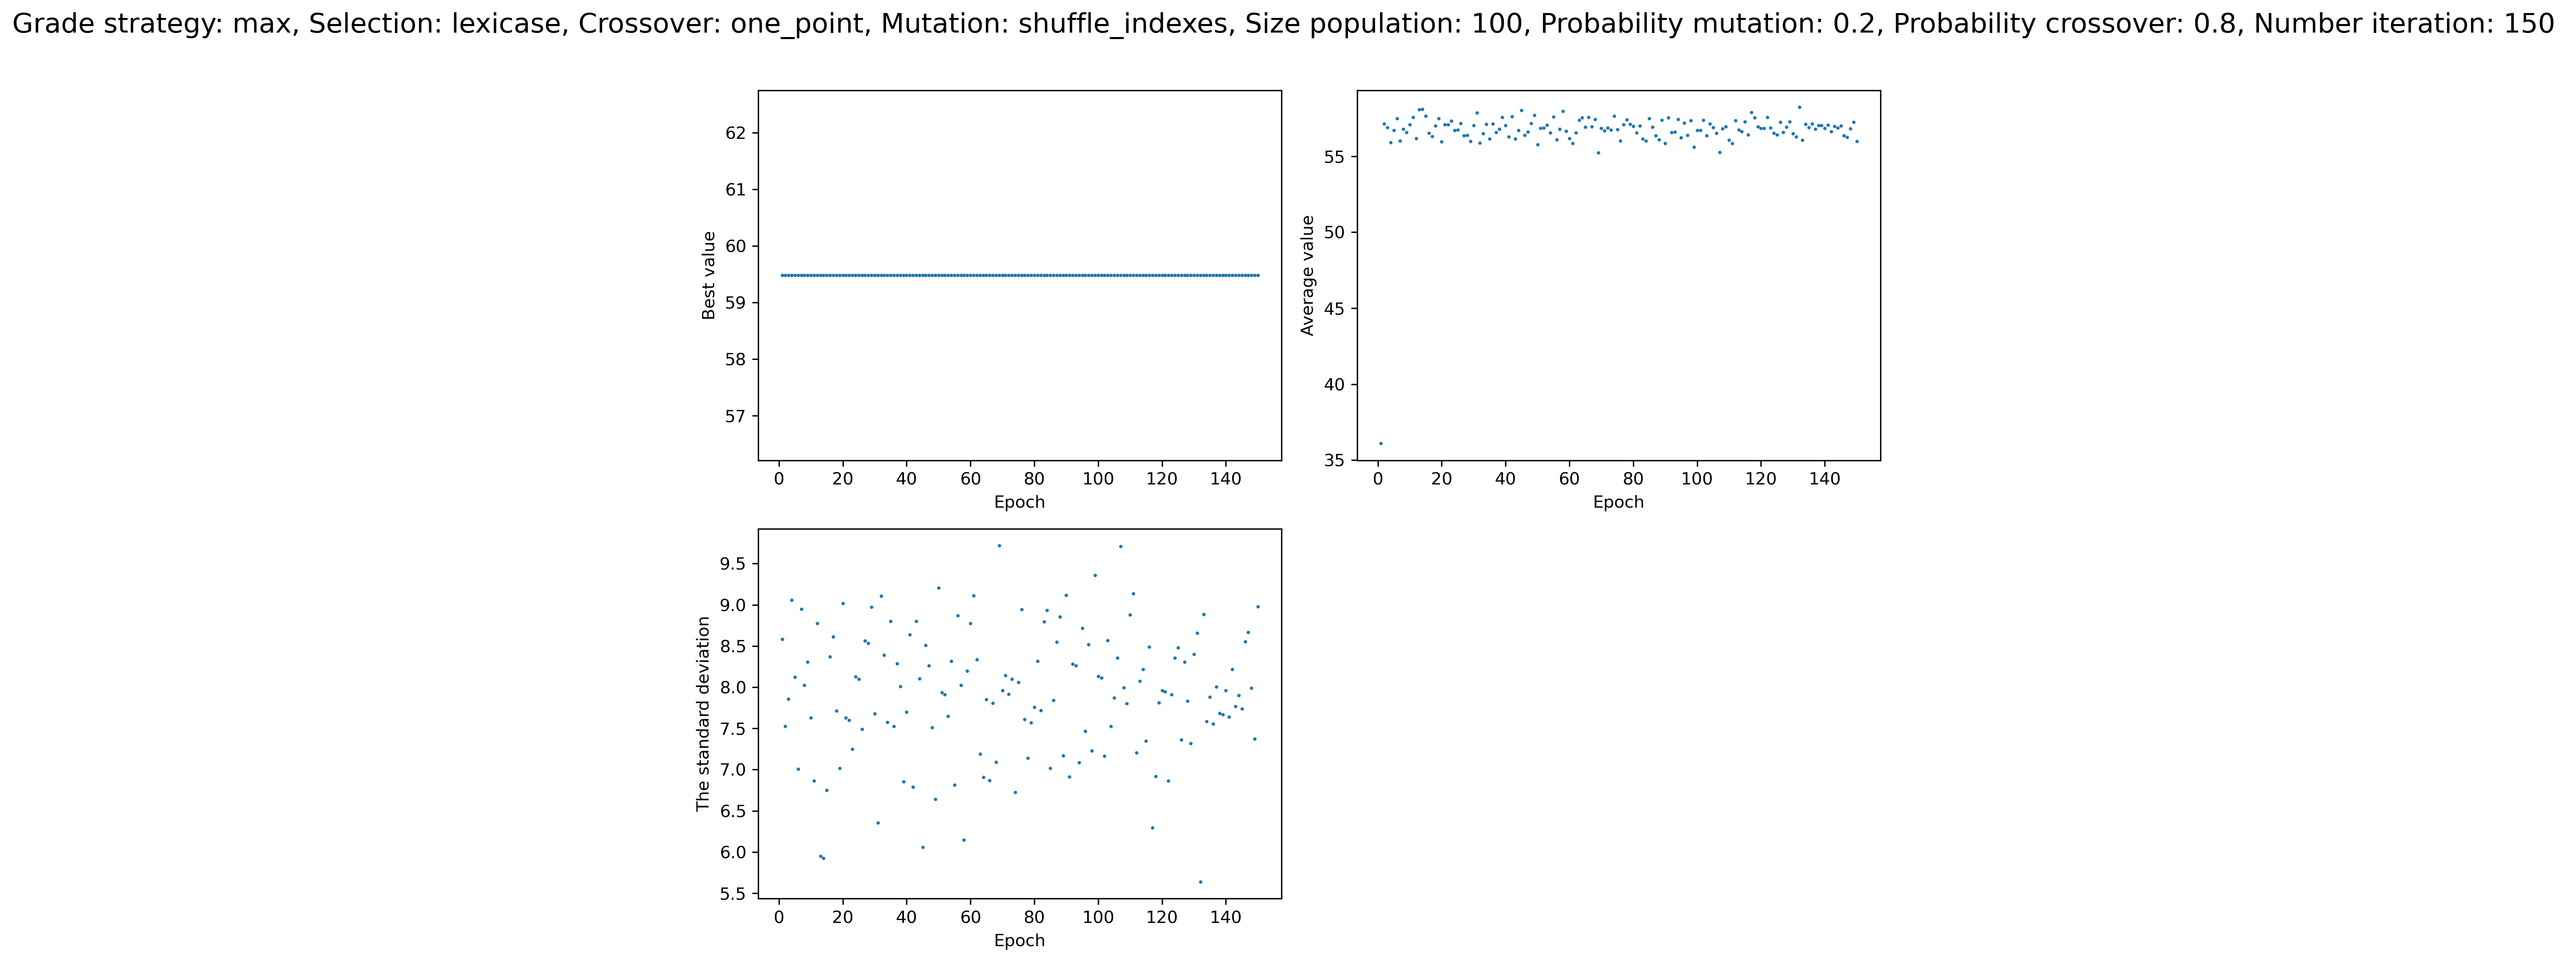 Grade strategy: max, Selection: lexicase, Crossover: one_point, Mutation: shuffle_indexes, Size population: 100, Probability mutation: 0.2, Probability crossover: 0.8, Number iteration: 150
62
61
60
59
58
57
Best value
0 20 40 60 80 100 120 140
Epoch
55
50
45
40
35
Average value
0 20 40 60 80 100 120 140
Epoch
9.5
9.0
8.5
8.0
7.5
7.0
6.5
6.0
5.5
The standard deviation
0 20 40 60 80 100 120 140
Epoch